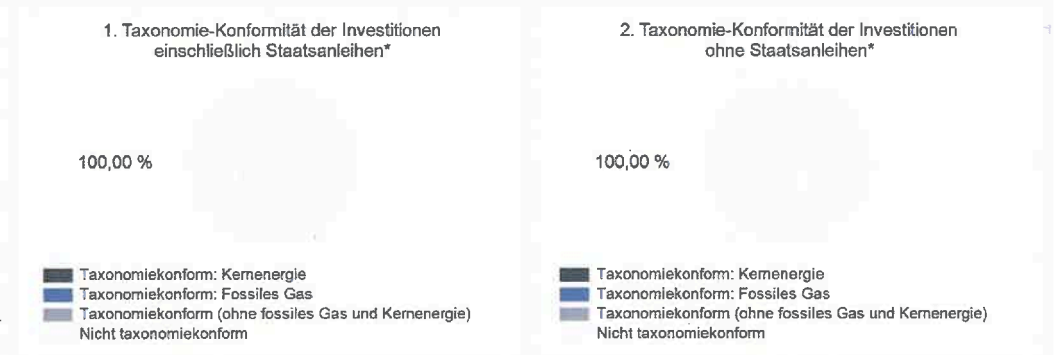 1. Taxonomie-Konformität der Investitionen
einschließlich Staatsanleihen*
100,00 %
Taxonomiekonform: Kernenergie
Taxonomiekonform: Fossiles Gas
Taxonomiekonform (ohne fossiles Gas und Kernenergie)
Nicht taxonomiekonform
2. Taxonomie-Konformität der Investitionen
ohne Staatsanleihen*
100,00 %
Taxonomiekonform: Kernenergie
Taxonomiekonform: Fossiles Gas
Taxonomiekonform (ohne fossiles Gas und Kernenergie)
Nicht taxonomiekonform